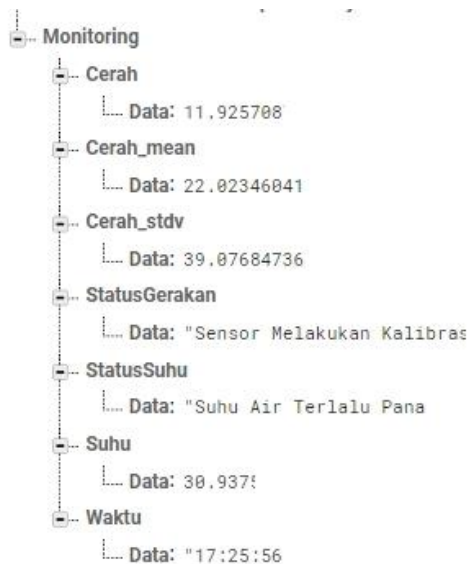 Monitoring
Cerah
Data: 11.925708
Cerah_mean
Data: 22.02346041
Cerah_stdv
Data: 39.07684736
StatusGerakan
Data: "Sensor Melakukan Kalibras
StatusSuhu
Data: "Suhu Air Terlalu Pana
Suhu
Data: 30.9375
Waktu
Data: "17:25:56